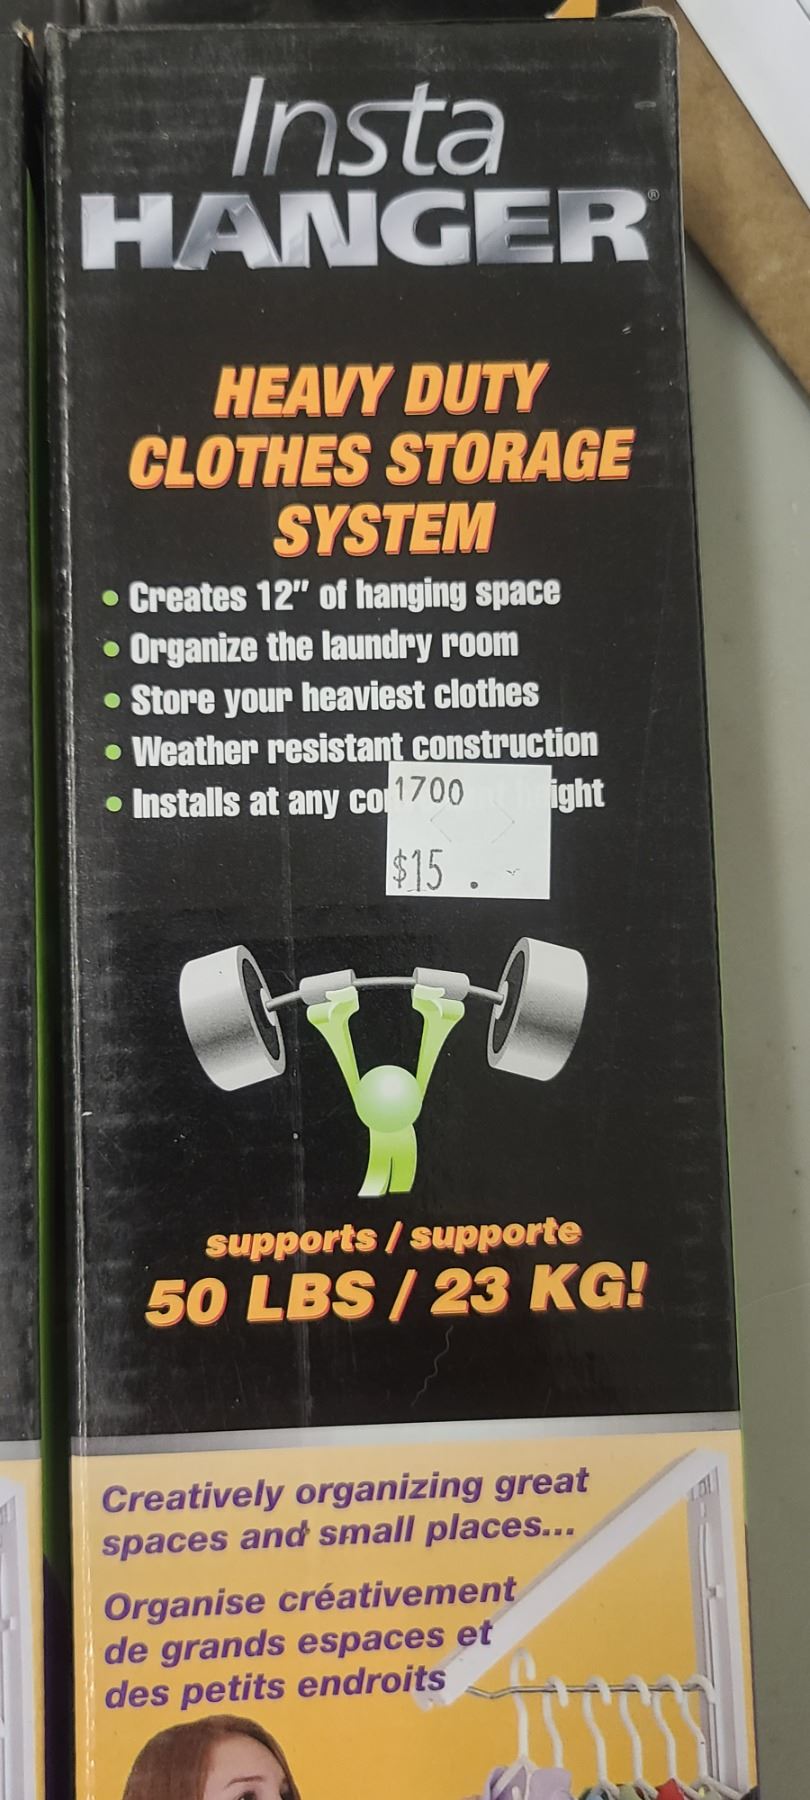 Insta
HANGER®
HEAVY DUTY
CLOTHES STORAGE
SYSTEM
• Creates 12" of hanging space
• Organize the laundry room
• Store your heaviest clothes
• Weather resistant construction
• Installs at any
1700
$15 .
supports / supporte
50 LBS / 23 KG!
Creatively organizing great
spaces and small places...
Organise créativement
de grands espaces et
des petits endroits